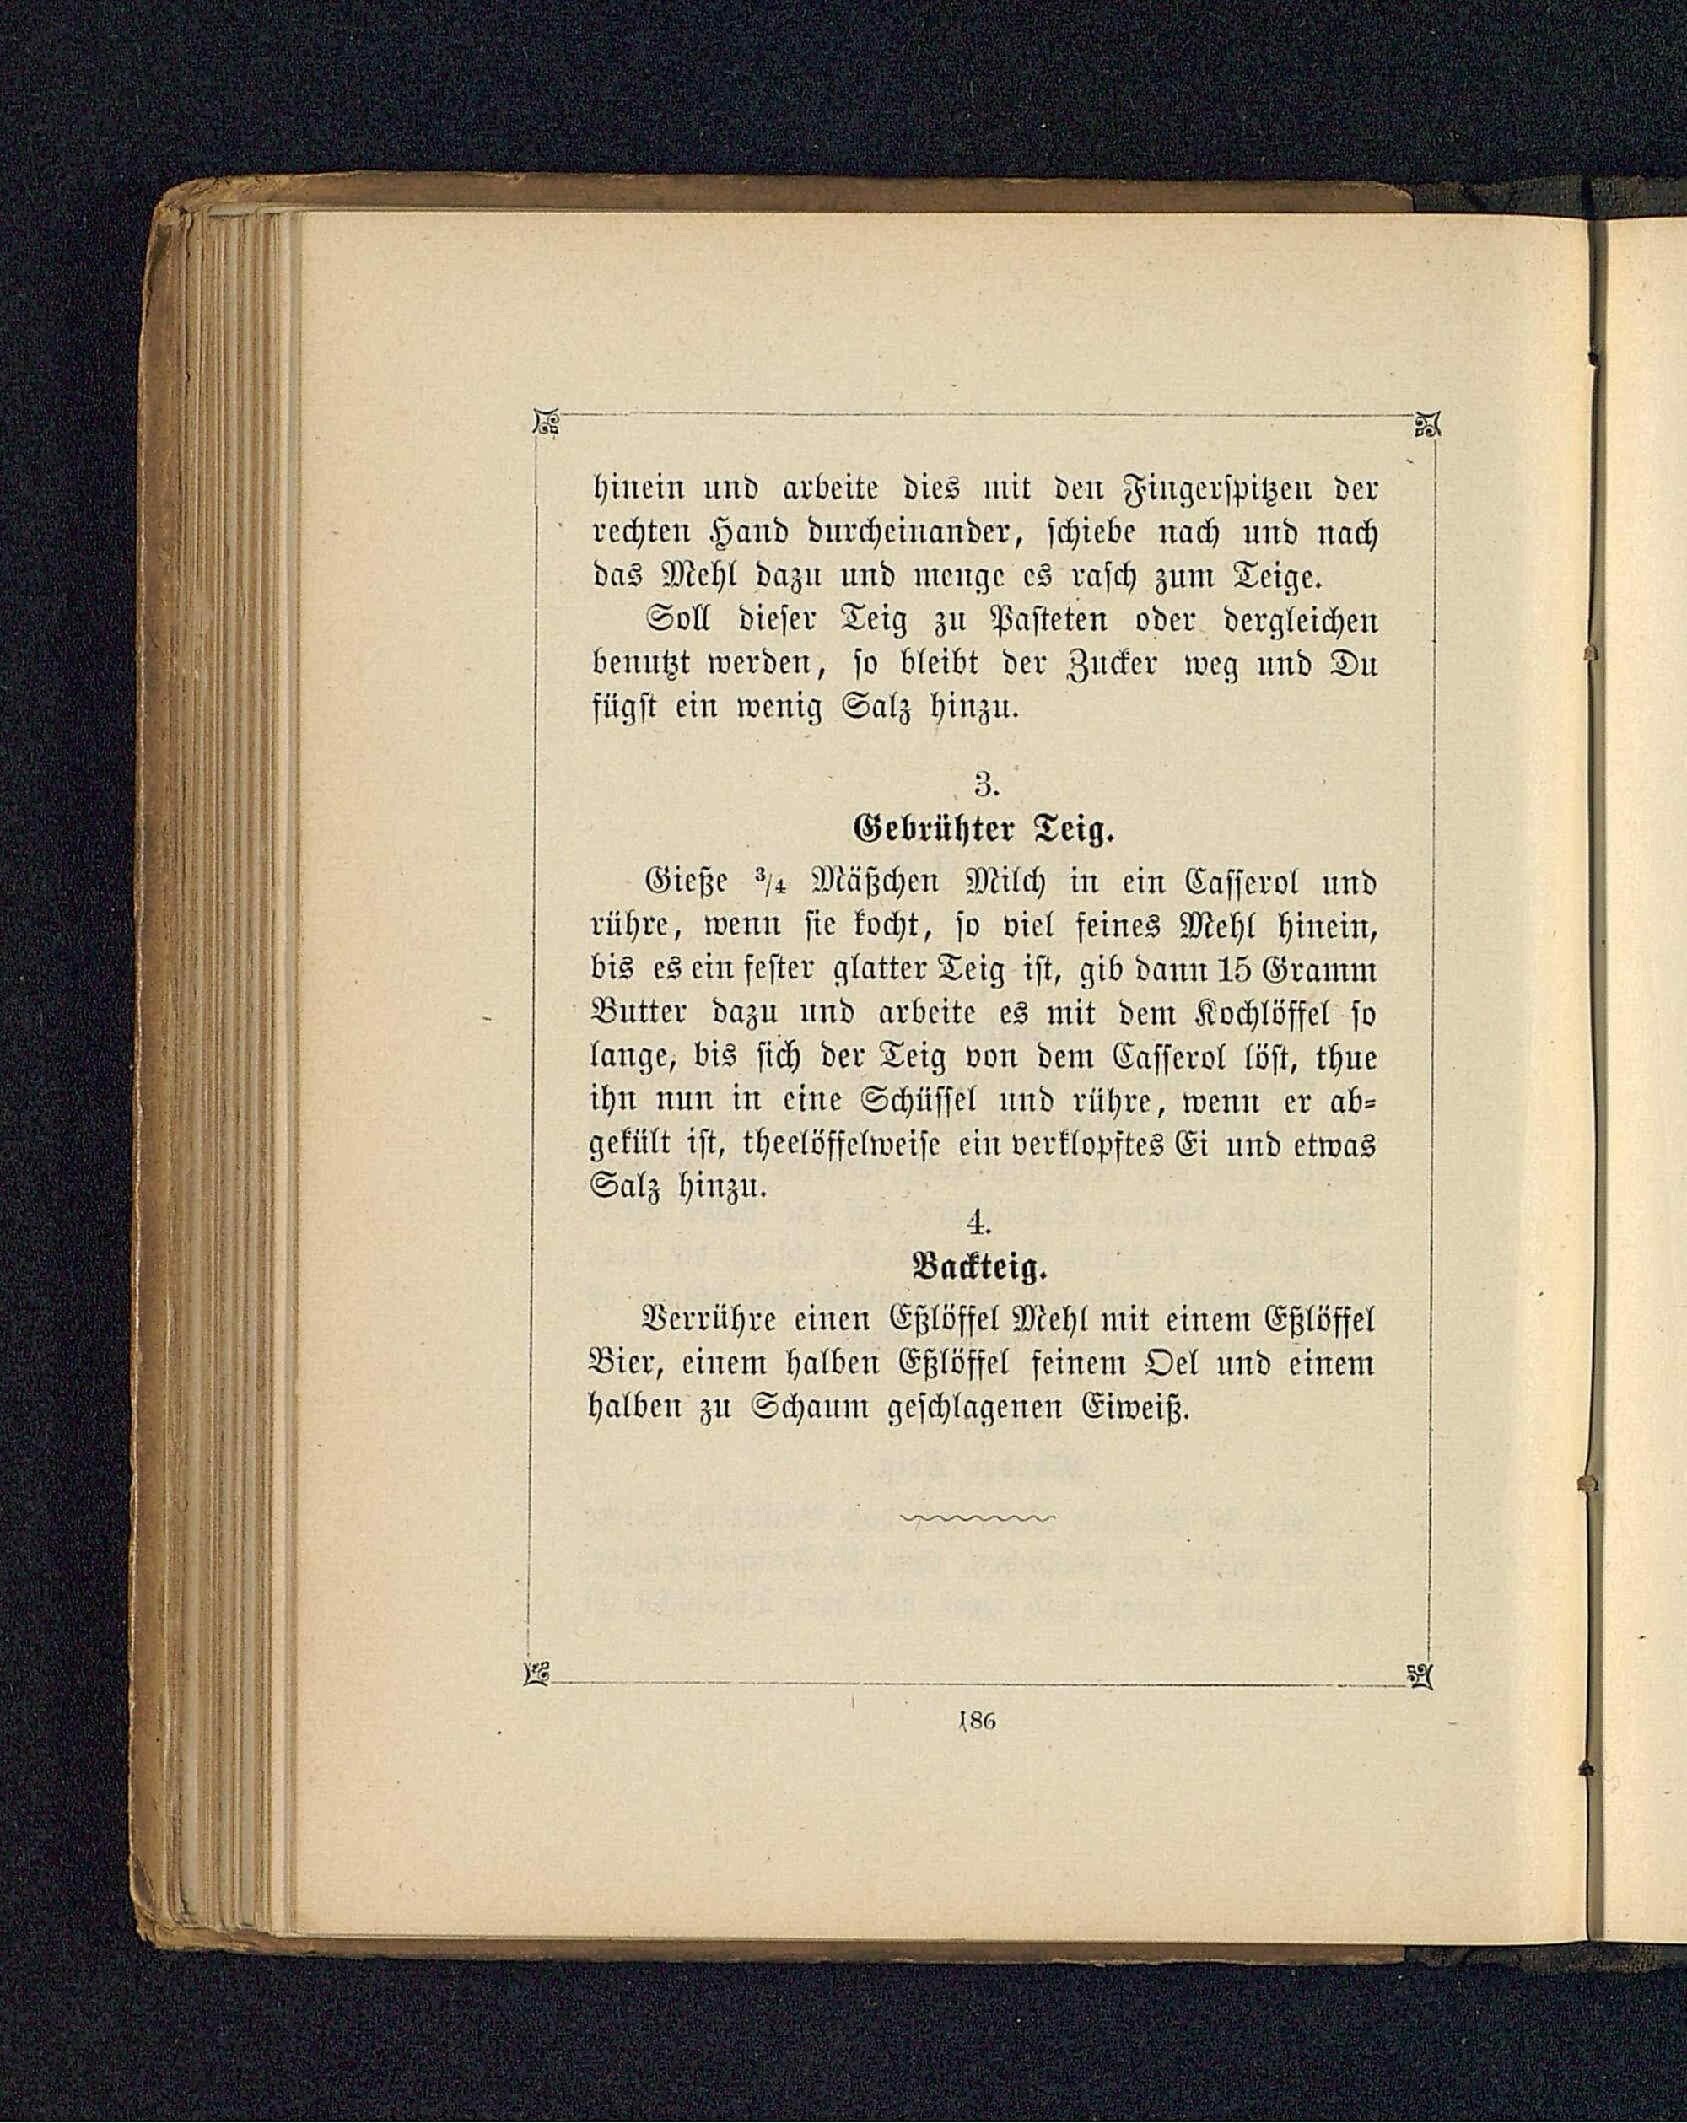 hinein und arbeite dies mit den Fingerspitzen der
rechten Hand durcheinander, schiebe nach und nach
das Mehl dazu und menge es rasch zum Teige.
Soll dieser Teig zu Pasteten oder dergleichen
benutzt werden, so bleibt der Zucker weg und Du
fügst ein wenig Salz hinzu.
3.
Gebrühter Teig.
Gieße 3/4 Mäßchen Milch in ein Casserol und
rühre, wenn sie kocht, so viel feines Mehl hinein,
bis es ein fester glatter Teig ist, gib dann 15 Gramm
Butter dazu und arbeite es mit dem Kochlöffel so
lange, bis sich der Teig von dem Casserol löst, thue
ihn nun in eine Schüssel und rühre, wenn er ab-
gekült ist, theelöffelweise ein verklopftes Ei und etwas
Salz hinzu.
4.
Backteig.
Verrühre einen Eßlöffel Mehl mit einem Eßlöffel
Bier, einem halben Eßlöffel feinem Oel und einem
halben zu Schaum geschlagenen Eiweiß.
186